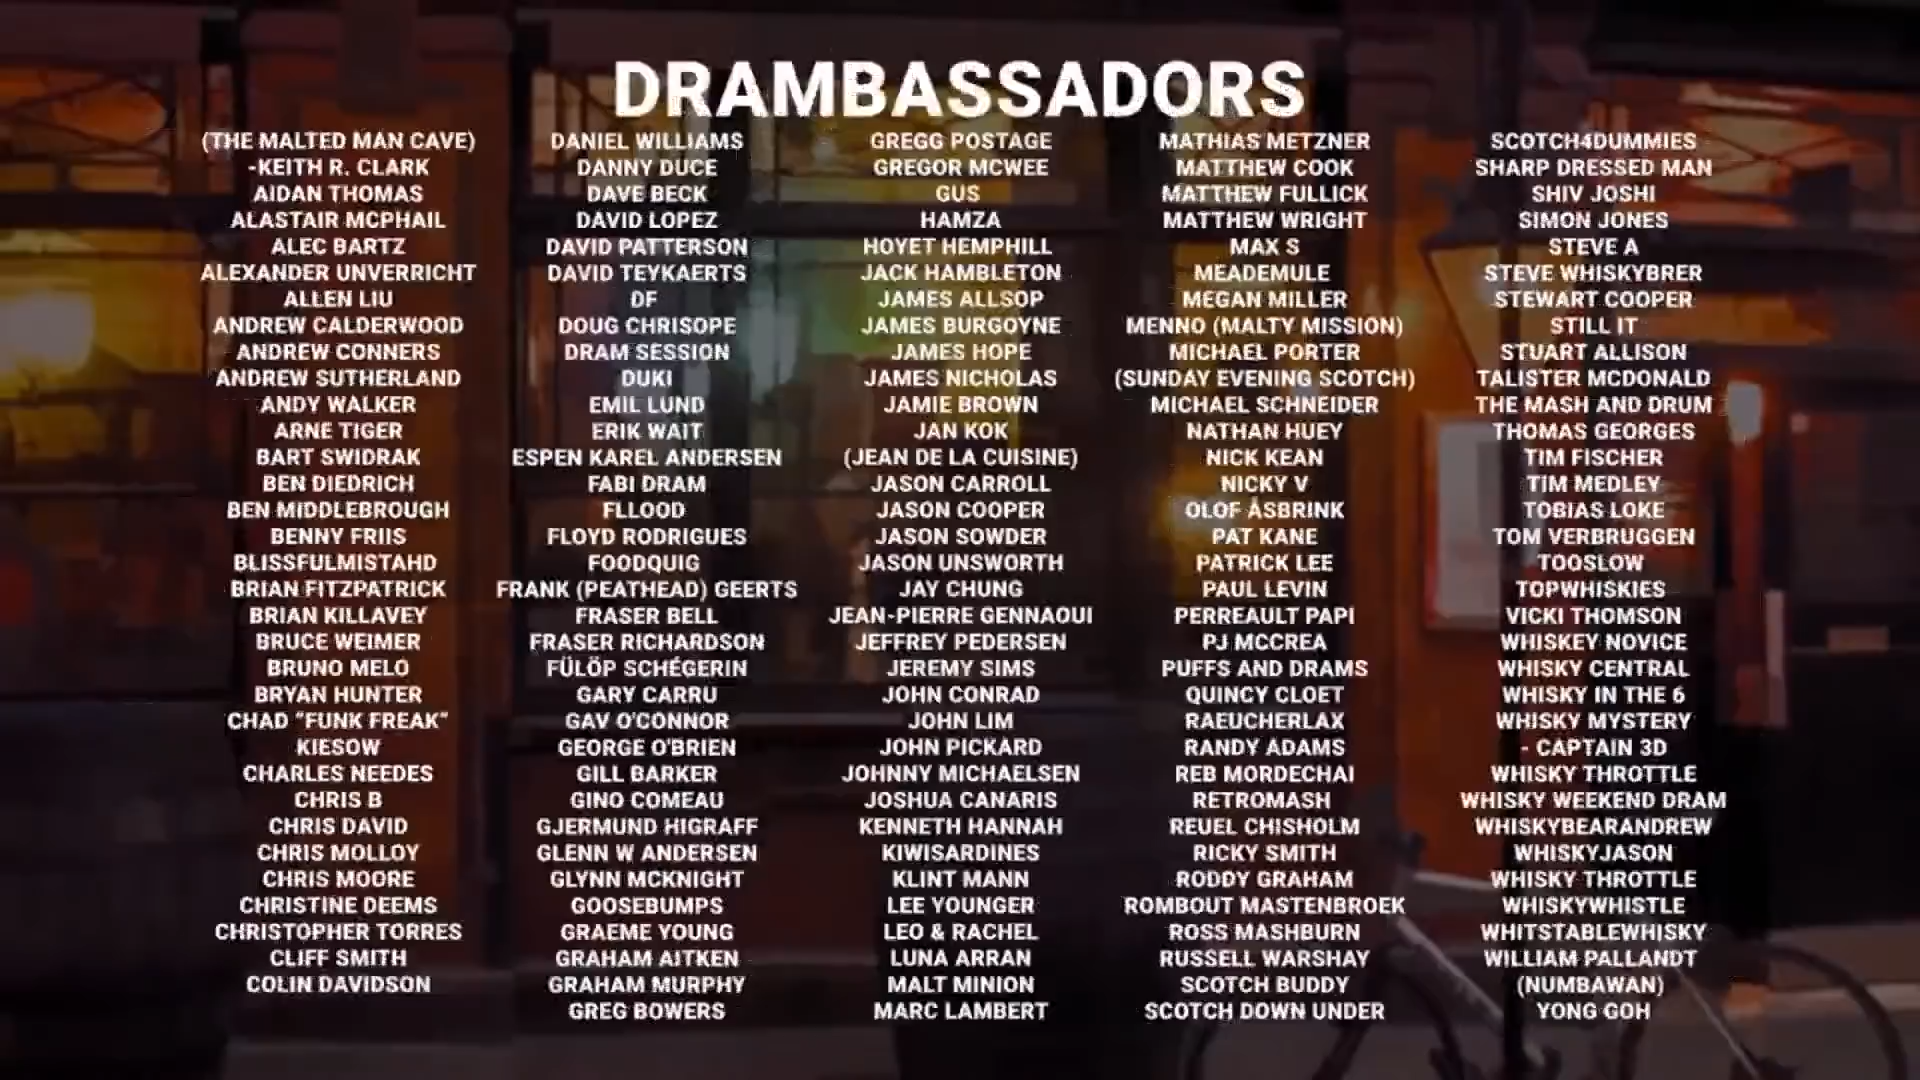 DRAMBASSADORS
(THE MALTED MAN CAVE)
-KEITH R. CLARK
AIDAN THOMAS
ALASTAIR MCPHAIL
ALEC BARTZ
ALEXANDER UNVERRICHT
ALLEN LIU
ANDREW CALDERWOOD
ANDREW CONNERS
ANDREW SUTHERLAND
ANDY WALKER
ARNE TIGER
BART SWIDRAK
BEN DIEDRICH
BEN MIDDLEBROUGH
BENNY FRIIS
BLISSFULMISTAHD
BRIAN FITZPATRICK
BRIAN KILLAVEY
BRUCE WEIMER
BRUNO MELO
BRYAN HUNTER
CHAD "FUNK FREAK"
KIESOW
CHARLES NEEDES
CHRIS B
CHRIS DAVID
CHRIS MOLLOY
CHRIS MOORE
CHRISTINE DEEMS
CHRISTOPHER TORRES
CLIFF SMITH
COLIN DAVIDSON
DANIEL WILLIAMS
DANNY DUCE
DAVE BECK
DAVID LOPEZ
DAVID PATTERSON
DAVID TEYKAERTS
DF
DOUG CHRISOPE
DRAM SESSION
DUKI
EMIL LUND
ERIK WAIT
ESPEN KAREL ANDERSEN
FABI DRAM
FLLOOD
FLOYD RODRIGUES
FOODQUIG
FRANK (PEATHEAD) GEERTS
FRASER BELL
FRASER RICHARDSON
FÜLÖP SCHÉGERIN
GARY CARRU
GAV O'CONNOR
GEORGE O'BRIEN
GILL BARKER
GINO COMEAU
GJERMUND HIGRAFF
GLENN W ANDERSEN
GLYNN MCKNIGHT
GOOSEBUMPS
GRAEME YOUNG
GRAHAM AITKEN
GRAHAM MURPHY
GREG BOWERS
GREGG POSTAGE
GREGOR MCWEE
GUS
HAMZA
HOYET HEMPHILL
JACK HAMBLETON
JAMES ALLSOP
JAMES BURGOYNE
JAMES HOPE
JAMES NICHOLAS
JAMIE BROWN
JAN KOK
(JEAN DE LA CUISINE)
JASON CARROLL
JASON COOPER
JASON SOWDER
JASON UNSWORTH
JAY CHUNG
JEAN-PIERRE GENNAOUI
JEFFREY PEDERSEN
JEREMY SIMS
JOHN CONRAD
JOHN LIM
JOHN PICKARD
JOHNNY MICHAELSEN
JOSHUA CANARIS
KENNETH HANNAH
KIWISARDINES
KLINT MANN
LEE YOUNGER
LEO & RACHEL
LUNA ARRAN
MALT MINION
MARC LAMBERT
MATHIAS METZNER
MATTHEW COOK
MATTHEW FULLICK
MATTHEW WRIGHT
MAX S
MEADEMULE
MEGAN MILLER
MENNO (MALTY MISSION)
MICHAEL PORTER
(SUNDAY EVENING SCOTCH)
MICHAEL SCHNEIDER
NATHAN HUEY
NICK KEAN
NICKY V
OLOF ÅSBRINK
PAT KANE
PATRICK LEE
PAUL LEVIN
PERREAULT PAPI
PJ MCCREA
PUFFS AND DRAMS
QUINCY CLOET
RAEUCHERLAX
RANDY ADAMS
REB MORDECHAI
RETROMASH
REUEL CHISHOLM
RICKY SMITH
RODDY GRAHAM
ROMBOUT MASTENBROEK
ROSS MASHBURN
RUSSELL WARSHAY
SCOTCH BUDDY
SCOTCH DOWN UNDER
SCOTCH4DUMMIES
SHARP DRESSED MAN
SHIV JOSHI
SIMON JONES
STEVE A
STEVE WHISKYBRER
STEWART COOPER
STILL IT
STUART ALLISON
TALISTER MCDONALD
THE MASH AND DRUM
THOMAS GEORGES
TIM FISCHER
TIM MEDLEY
TOBIAS LOKE
TOM VERBRUGGEN
TOOSLOW
TOPWHISKIES
VICKI THOMSON
WHISKEY NOVICE
WHISKY CENTRAL
WHISKY IN THE 6
WHISKY MYSTERY
- CAPTAIN 3D
WHISKY THROTTLE
WHISKY WEEKEND DRAM
WHISKYBEARANDREW
WHISKYJASON
WHISKY THROTTLE
WHISKYWHISTLE
WHITSTABLEWHISKY
WILLIAM PALLANDT
(NUMBAWAN)
YONG GOH